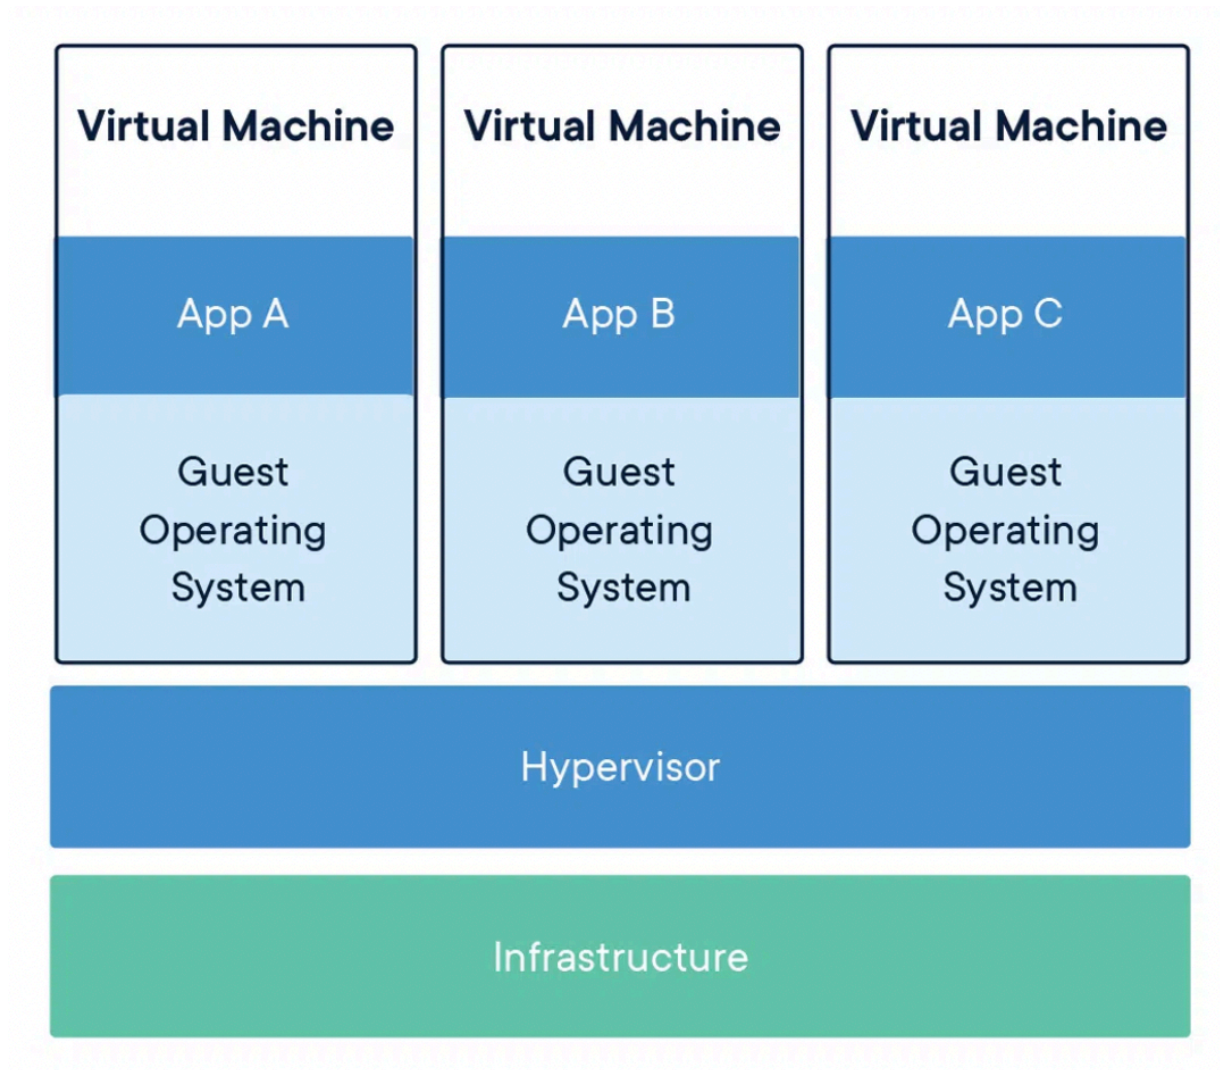 Virtual Machine
Virtual Machine
Virtual Machine
App A
App B
App C
Guest
Operating
System
Guest
Operating
System
Guest
Operating
System
Hypervisor
Infrastructure